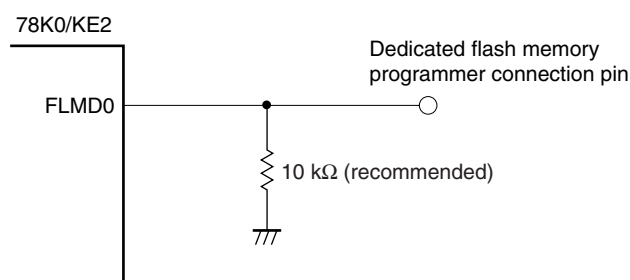 78K0/KE2
Dedicated flash memory
programmer connection pin
FLMD0
10 kΩ (recommended)